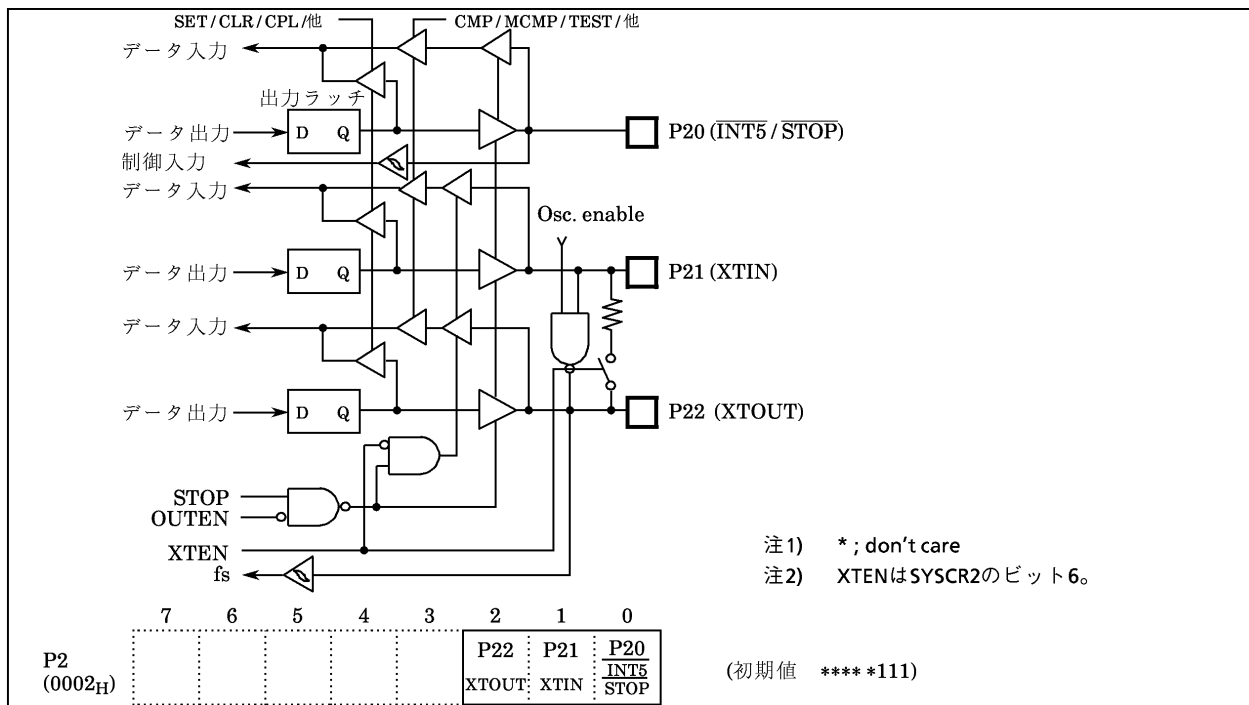 SET/CLR/CPL/他 CMP/MCMP/TEST/他
データ入力
出力ラッチ
データ出力 D Q P20 (INT5/STOP)
制御入力
データ入力
Osc. enable
データ出力 D Q P21 (XTIN)
データ入力
データ出力 D Q P22 (XTOUT)
STOP
OUTEN
XTEN
fs
注1) * ; don't care
注2) XTENはSYSCR2のビット6。
7 6 5 4 3 2 1 0
P2
(0002H)
P22 P21 P20
XTOUT XTIN INT5
STOP
(初期値 **** *111)